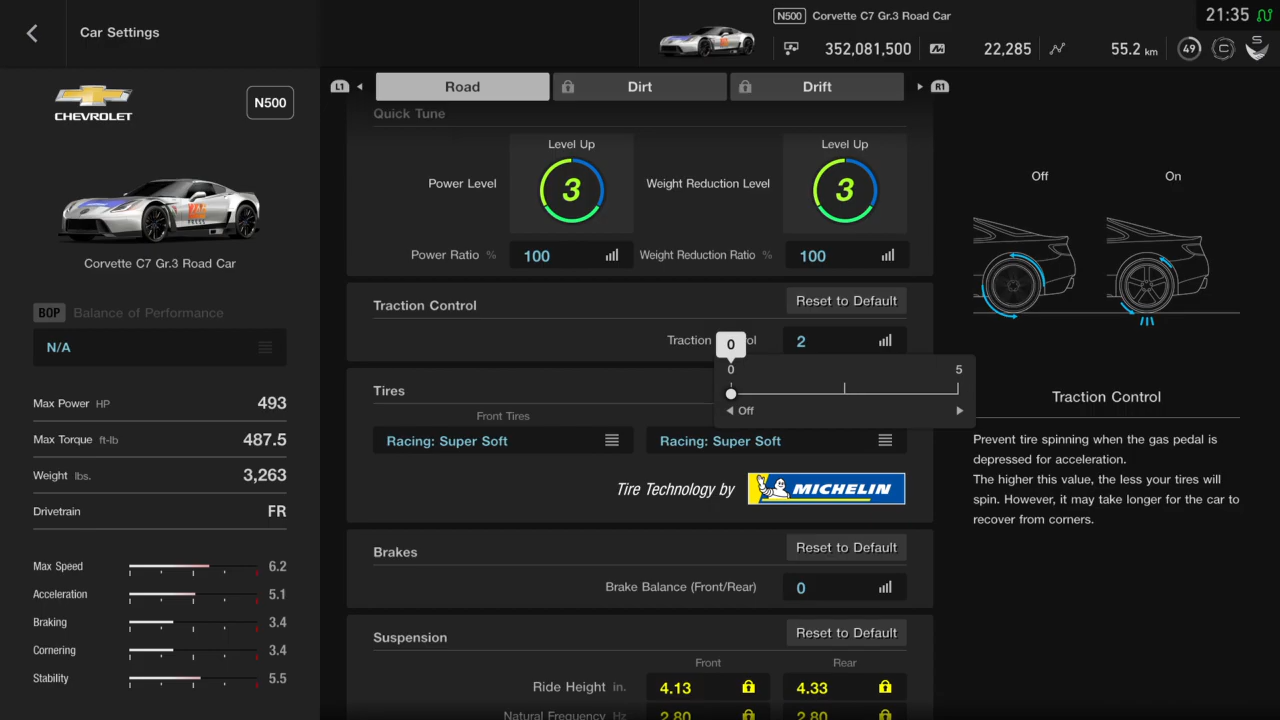 Car Settings
N500 Corvette C7 Gr.3 Road Car
21:35
352,081,500 22,285 55.2 km 49 C S
CHEVROLET
N500
Corvette C7 Gr.3 Road Car
BOP Balance of Performance
N/A
Max Power HP 493
Max Torque ft-lb 487.5
Weight lbs. 3,263
Drivetrain FR
Max Speed 6.2
Acceleration 5.1
Braking 3.4
Cornering 3.4
Stability 5.5
L1 Road Dirt Drift R1
Quick Tune
Level Up Level Up
Power Level 3 Weight Reduction Level 3
Power Ratio % 100 Weight Reduction Ratio % 100
Traction Control Reset to Default
Traction ol 2
0
0 5
Off
Tires
Front Tires
Racing: Super Soft Racing: Super Soft
Tire Technology by MICHELIN
Brakes Reset to Default
Brake Balance (Front/Rear) 0
Suspension Reset to Default
Front Rear
Ride Height in. 4.13 4.33
Natural Frequency Hz 2.80 2.80
Off On
Traction Control
Prevent tire spinning when the gas pedal is
depressed for acceleration.
The higher this value, the less your tires will
spin. However, it may take longer for the car to
recover from corners.